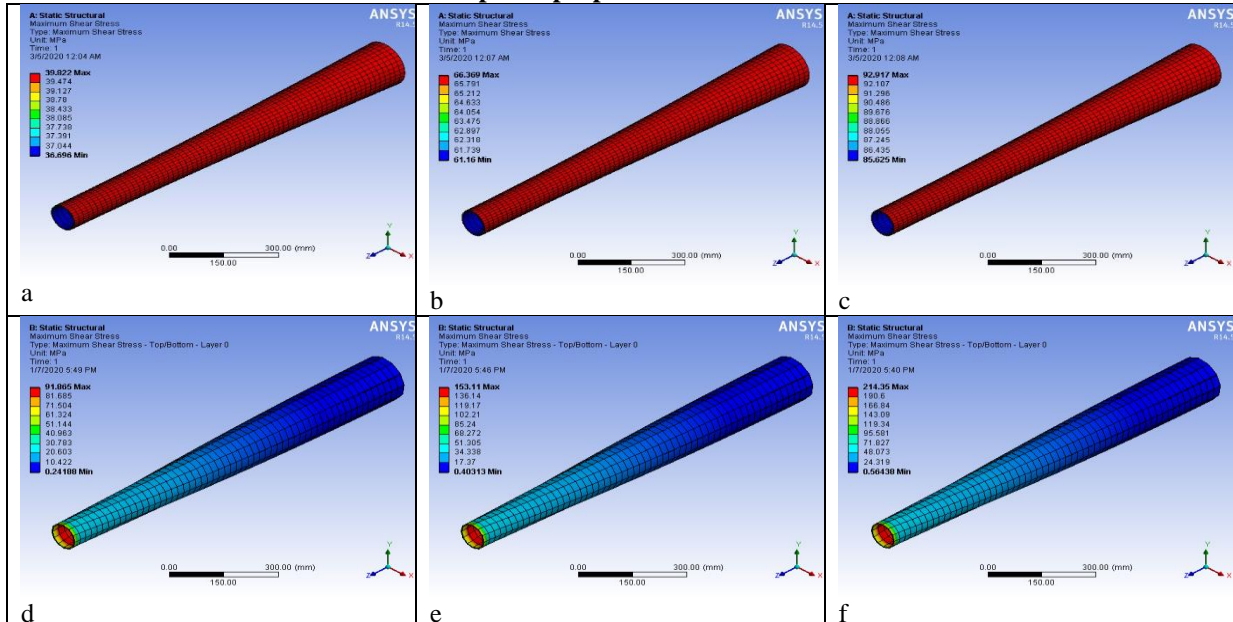 A: Static Structural
Maximum Shear Stress
Type: Maximum Shear Stress
Unit: MPa
Time: 1
3/5/2020 12:04 AM
39.822 Max
39.474
39.127
38.78
38.433
38.085
37.738
37.391
37.044
36.696 Min
ANSYS
R14.5
0.00 300.00 (mm)
150.00
Y
Z X
a
A: Static Structural
Maximum Shear Stress
Type: Maximum Shear Stress
Unit: MPa
Time: 1
3/5/2020 12:07 AM
66.369 Max
65.791
65.212
64.633
64.054
63.475
62.897
62.318
61.739
61.16 Min
ANSYS
R14.5
0.00 300.00 (mm)
150.00
Y
Z X
b
A: Static Structural
Maximum Shear Stress
Type: Maximum Shear Stress
Unit: MPa
Time: 1
3/5/2020 12:08 AM
92.917 Max
92.107
91.296
90.486
89.676
88.866
88.055
87.245
86.435
85.625 Min
ANSYS
R14.5
0.00 300.00 (mm)
150.00
Y
Z X
c
B: Static Structural
Maximum Shear Stress
Type: Maximum Shear Stress - Top/Bottom - Layer 0
Unit: MPa
Time: 1
1/7/2020 5:49 PM
91.865 Max
81.685
71.504
61.324
51.144
40.963
30.783
20.603
10.422
0.24188 Min
ANSYS
R14.5
0.00 300.00 (mm)
150.00
Y
Z X
d
B: Static Structural
Maximum Shear Stress
Type: Maximum Shear Stress - Top/Bottom - Layer 0
Unit: MPa
Time: 1
1/7/2020 5:46 PM
153.11 Max
136.14
119.17
102.21
85.24
68.272
51.305
34.338
17.37
0.40313 Min
ANSYS
R14.5
0.00 300.00 (mm)
150.00
Y
Z X
e
B: Static Structural
Maximum Shear Stress
Type: Maximum Shear Stress - Top/Bottom - Layer 0
Unit: MPa
Time: 1
1/7/2020 5:40 PM
214.35 Max
190.6
166.84
143.09
119.34
95.581
71.827
48.073
24.319
0.56438 Min
ANSYS
R14.5
0.00 300.00 (mm)
150.00
Y
Z X
f